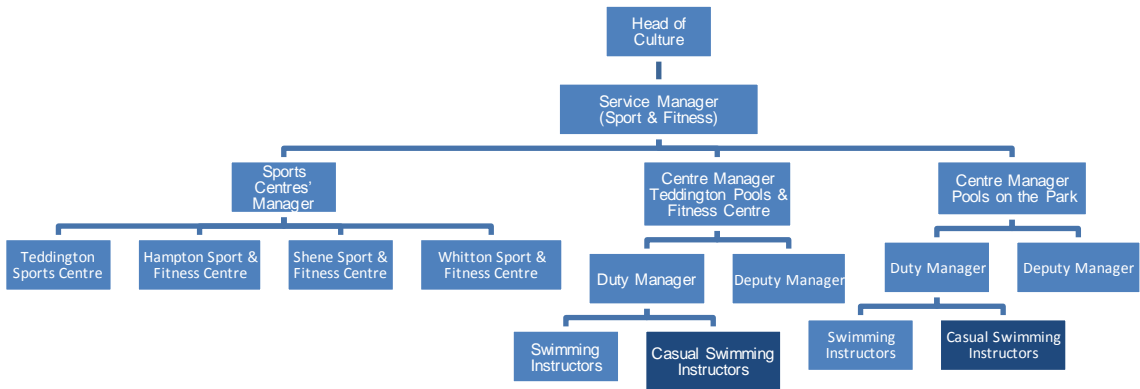 Head of
Culture
Service Manager
(Sport & Fitness)
Sports
Centres’
Manager
Centre Manager
Teddington Pools &
Fitness Centre
Centre Manager
Pools on the Park
Teddington
Sports Centre
Hampton Sport &
Fitness Centre
Shene Sport &
Fitness Centre
Whitton Sport &
Fitness Centre
Duty Manager
Deputy Manager
Duty Manager
Deputy Manager
Swimming
Instructors
Casual Swimming
Instructors
Swimming
Instructors
Casual Swimming
Instructors